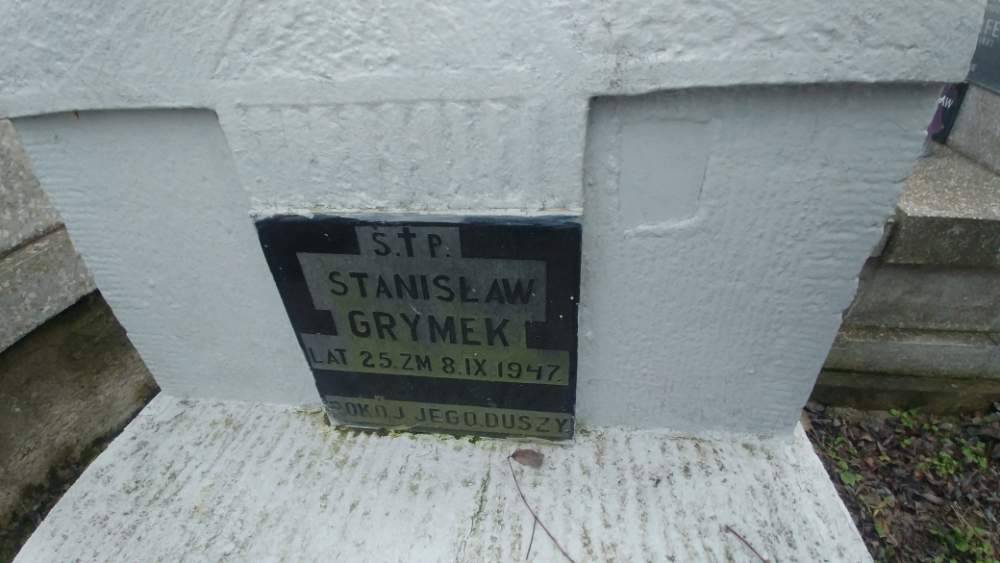 Ś.†P.
STANISŁAW
GRYMEK
LAT 25. ZM 8.IX 1947.
POKÓJ JEGO DUSZY